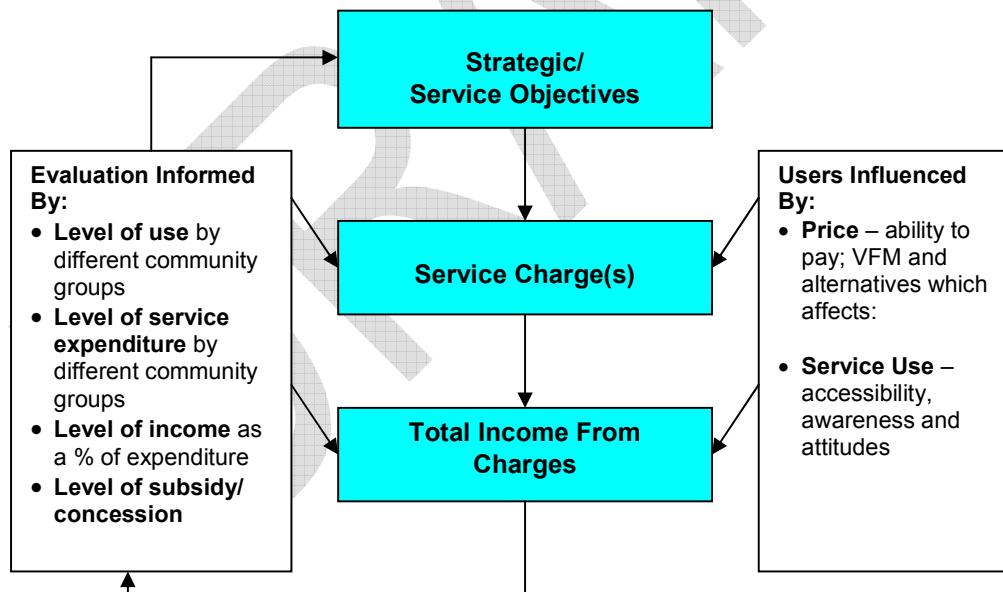 Strategic/
Service Objectives
Evaluation Informed
By:
• Level of use by
different community
groups
• Level of service
expenditure by
different community
groups
• Level of income as
a % of expenditure
• Level of subsidy/
concession
Service Charge(s)
Total Income From
Charges
Users Influenced
By:
• Price – ability to
pay; VFM and
alternatives which
affects:
• Service Use –
accessibility,
awareness and
attitudes